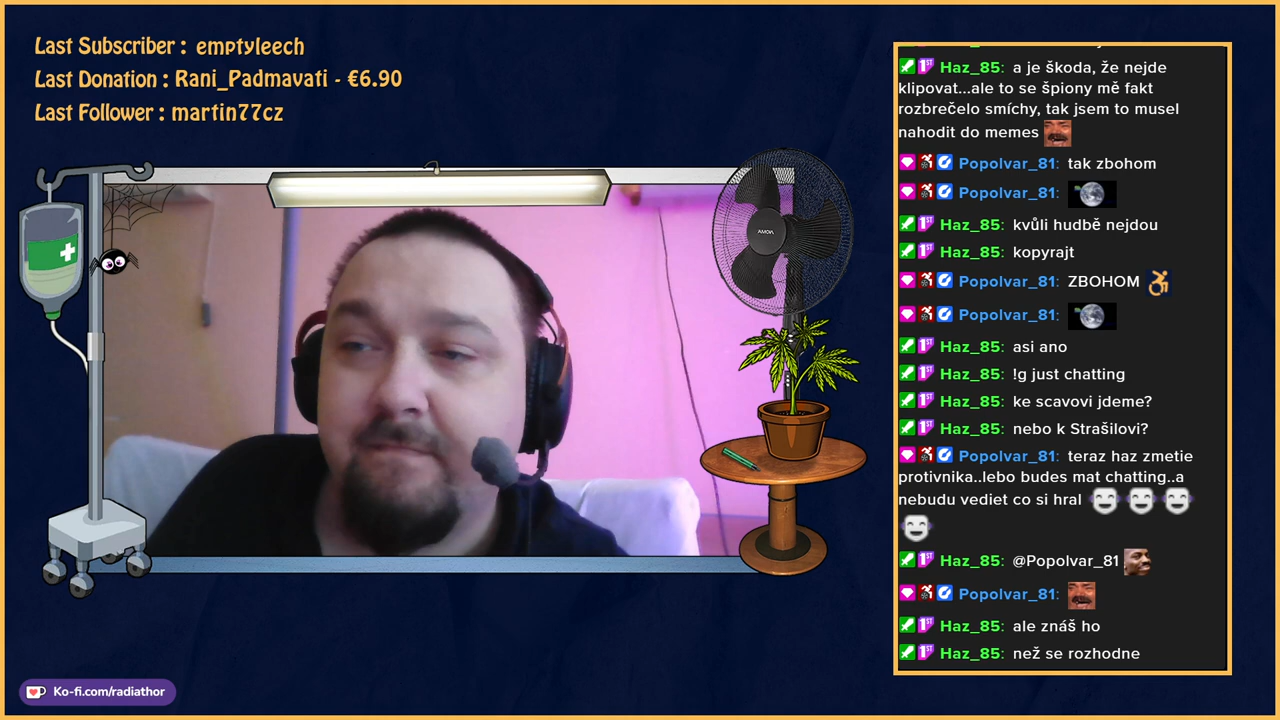 Last Subscriber : emptyleech
Last Donation : Rani_Padmavati - €6.90
Last Follower : martin77cz
Haz_85: a je škoda, že nejde
klipovat...ale to se špiony mě fakt
rozbrečelo smíchy, tak jsem to musel
nahodit do memes
Popolvar_81: tak zbohom
Popolvar_81:
Haz_85: kvůli hudbě nejdou
Haz_85: kopyrajt
Popolvar_81: ZBOHOM
Popolvar_81:
Haz_85: asi ano
Haz_85: !g just chatting
Haz_85: ke scavovi jdeme?
Haz_85: nebo k Strašilovi?
Popolvar_81: teraz haz zmetie
protivnika..lebo budes mat chatting..a
nebudu vediet co si hral
Haz_85: @Popolvar_81
Popolvar_81:
Haz_85: ale znáš ho
Haz_85: než se rozhodne
Ko-fi.com/radiathor